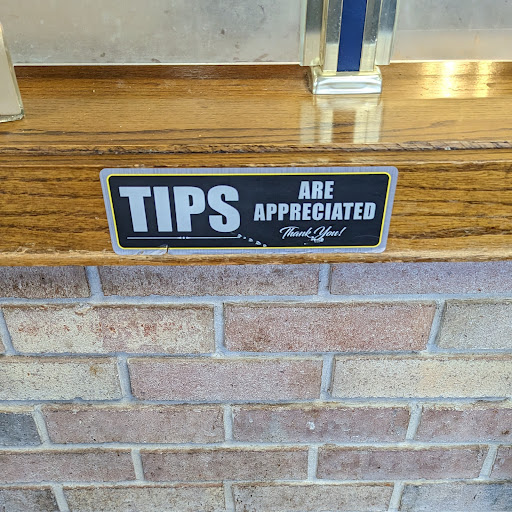 TIPS
ARE
APPRECIATED
Thank You!